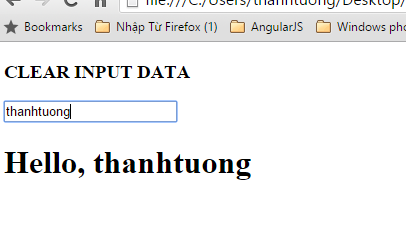 file:///C:/Users/thanhtuong/Desktop/
Bookmarks Nhập Từ Firefox (1) AngularJS Windows pho
CLEAR INPUT DATA
thanhtuong
Hello, thanhtuong